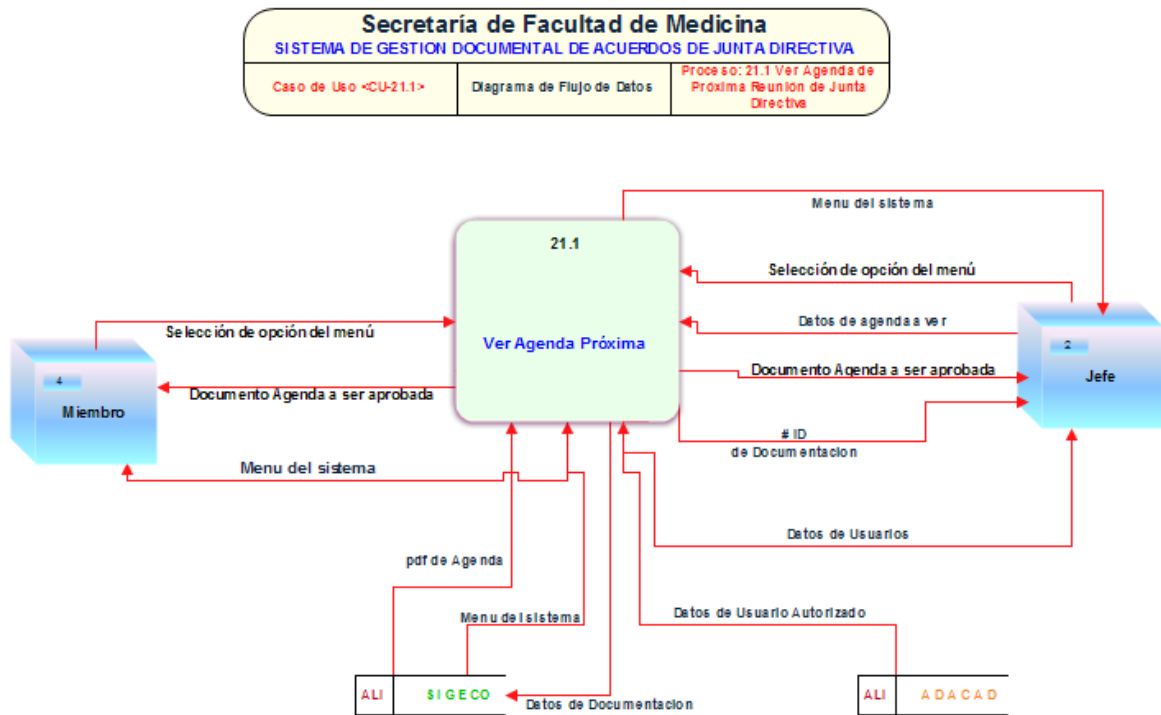 Secretaría de Facultad de Medicina
SISTEMA DE GESTION DOCUMENTAL DE ACUERDOS DE JUNTA DIRECTIVA
Caso de Uso <CU-21.1>
Diagrama de Flujo de Datos
Proceso: 21.1 Ver Agenda de
Próxima Reunión de Junta
Directiva
Menu del sistema
21.1
Selección de opción del menú
Datos de agenda a ver
Selección de opción del menú
Ver Agenda Próxima
2
Jefe
Documento Agenda a ser aprobada
4
Miembro
Documento Agenda a ser aprobada
# ID
de Documentacion
Menu del sistema
Datos de Usuarios
pdf de Agenda
Menu del sistema
Datos de Usuario Autorizado
ALI
SIGECO
Datos de Documentacion
ALI
ADACAD